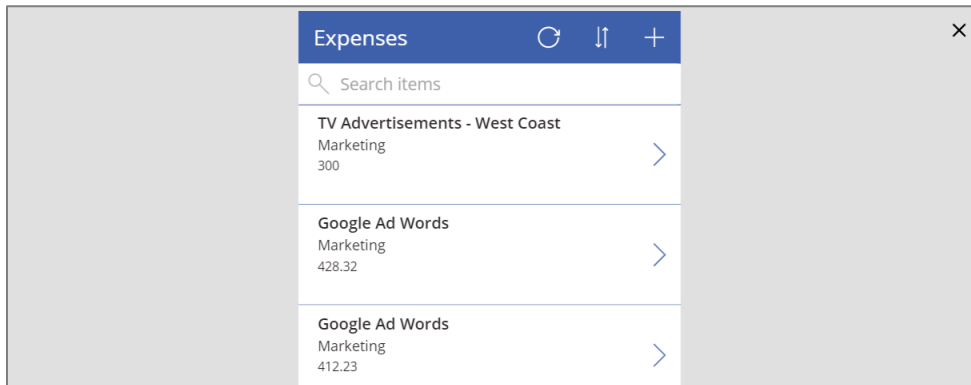 Expenses
Search items
TV Advertisements - West Coast
Marketing
300
Google Ad Words
Marketing
428.32
Google Ad Words
Marketing
412.23